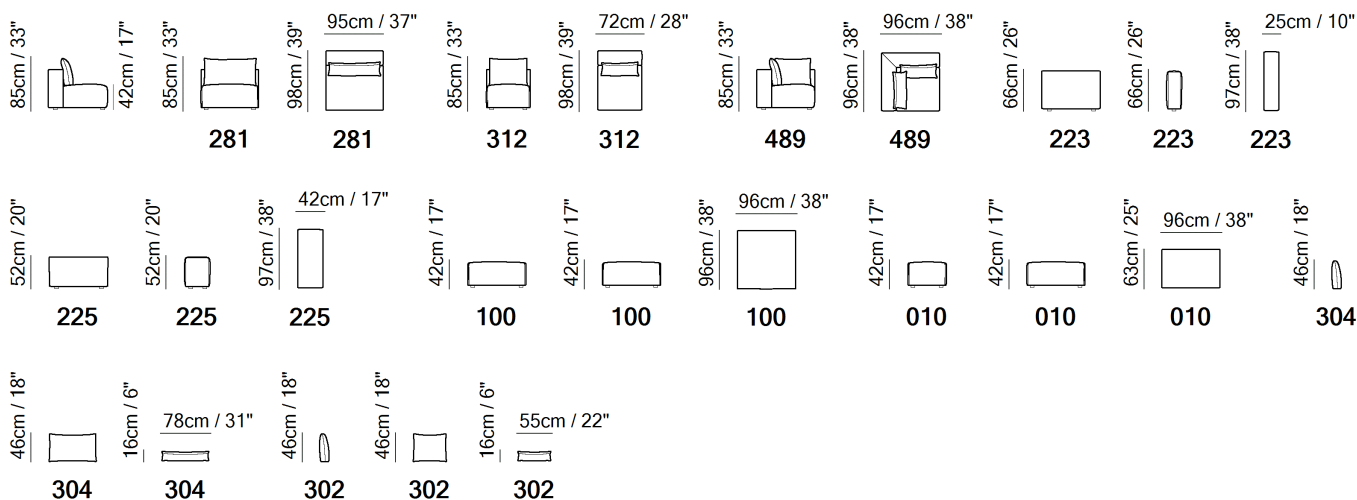 85cm / 33"
42cm / 17"
85cm / 33"
281
98cm / 39"
95cm / 37"
281
85cm / 33"
312
98cm / 39"
72cm / 28"
312
85cm / 33"
489
96cm / 38"
96cm / 38"
489
66cm / 26"
223
66cm / 26"
223
97cm / 38"
25cm / 10"
223
52cm / 20"
225
52cm / 20"
225
97cm / 38"
42cm / 17"
225
42cm / 17"
100
42cm / 17"
100
96cm / 38"
96cm / 38"
100
42cm / 17"
010
42cm / 17"
010
63cm / 25"
96cm / 38"
010
46cm / 18"
304
46cm / 18"
304
16cm / 6"
78cm / 31"
304
46cm / 18"
302
46cm / 18"
302
16cm / 6"
55cm / 22"
302